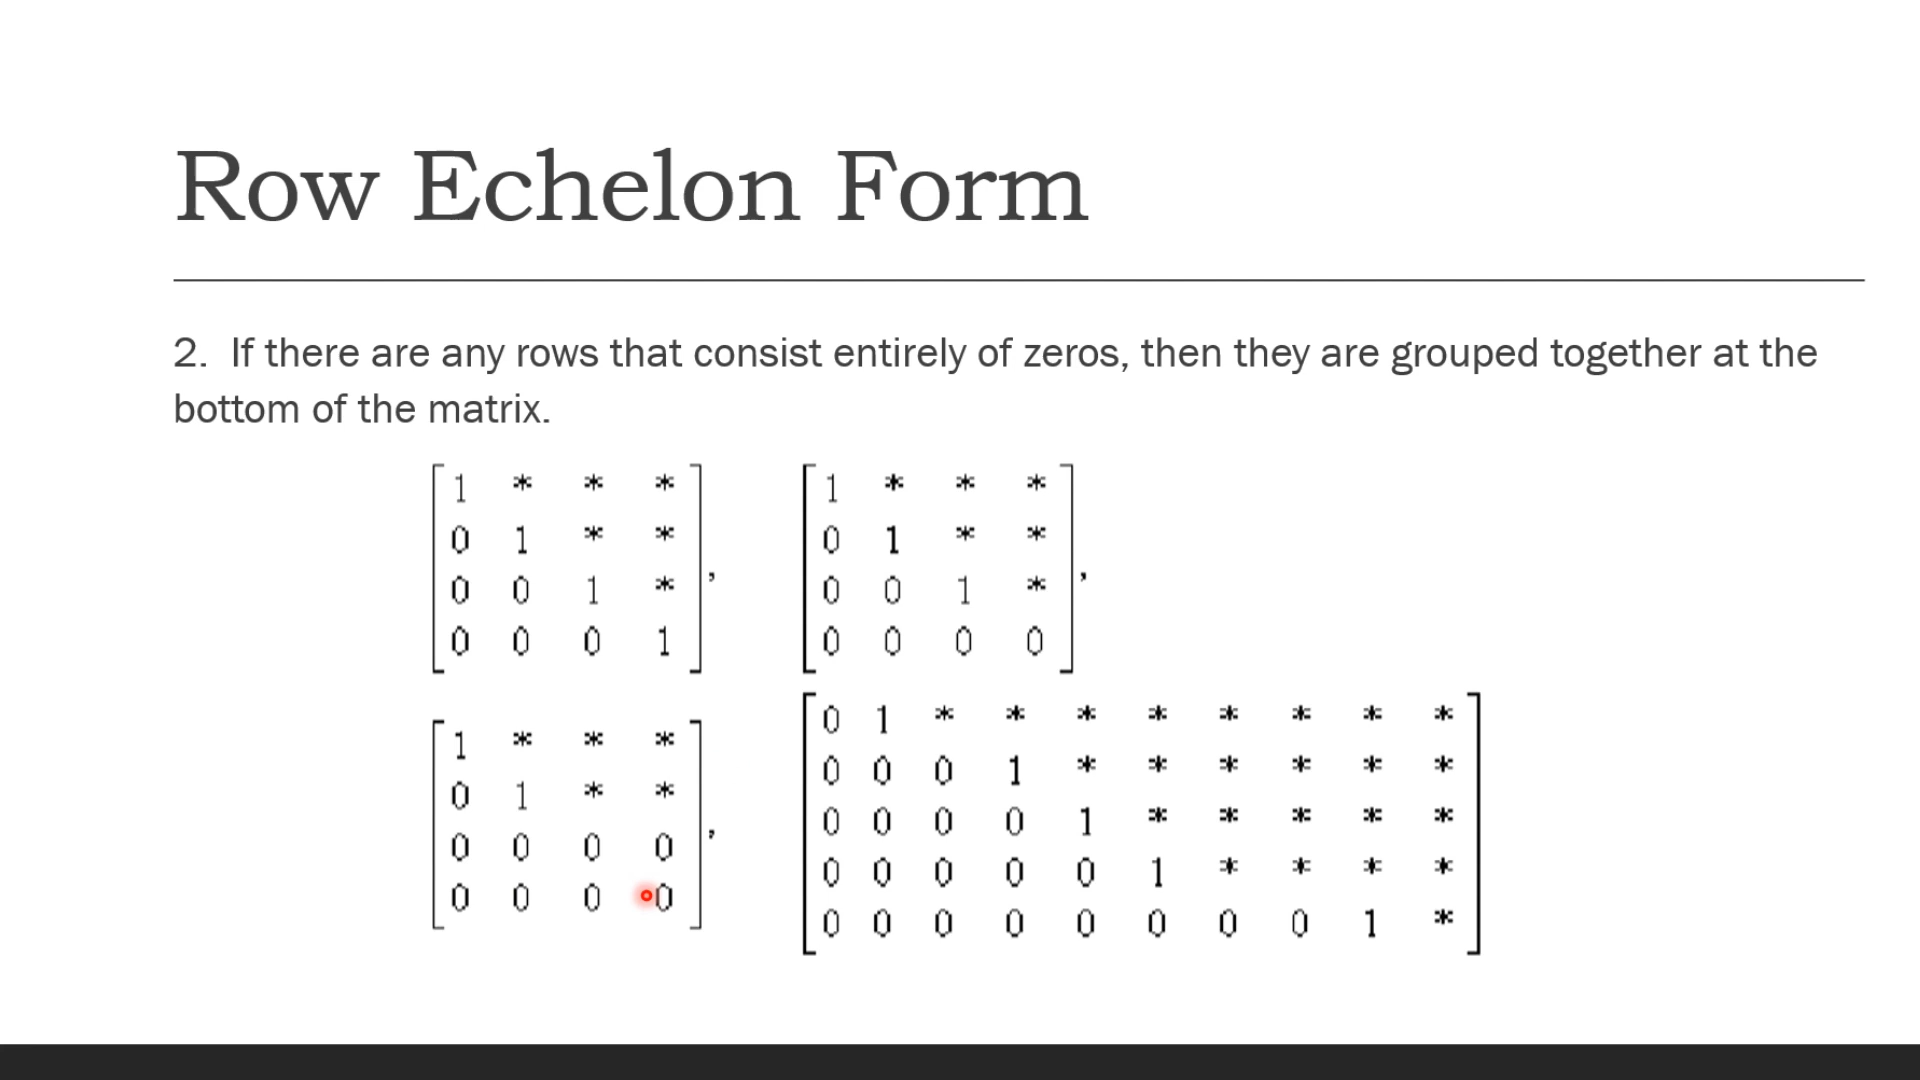 Row Echelon Form
2. If there are any rows that consist entirely of zeros, then they are grouped together at the
bottom of the matrix.
1 * * *
0 1 * *
0 0 1 *
0 0 0 1
,
1 * * *
0 1 * *
0 0 1 *
0 0 0 0
,
1 * * *
0 1 * *
0 0 0 0
0 0 0 0
,
0 1 * * * * * * * *
0 0 0 1 * * * * * *
0 0 0 0 1 * * * * *
0 0 0 0 0 1 * * * *
0 0 0 0 0 0 0 0 1 *